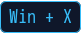 Win + X